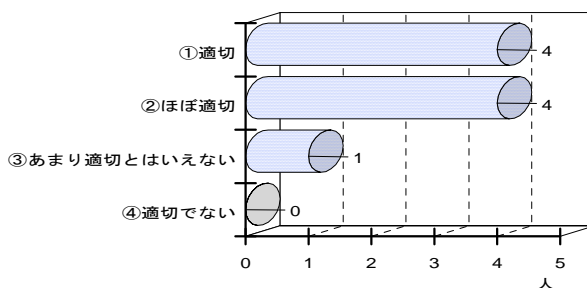 ①適切
4
②ほぼ適切
4
③あまり適切とはいえない
1
④適切でない
0
0 1 2 3 4 5
人